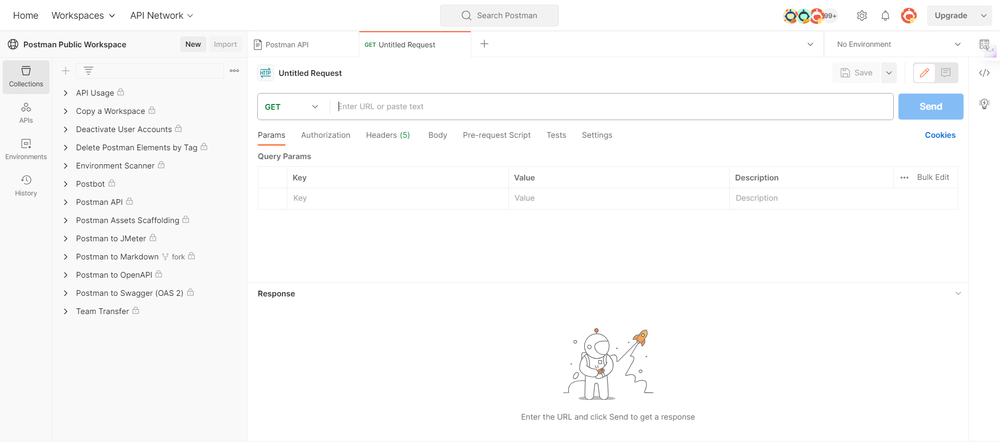 Home Workspaces API Network Search Postman 99+ Upgrade
Postman Public Workspace New Import Postman API GET Untitled Request No Environment
Collections
APIs
Environments
History
API Usage
Copy a Workspace
Deactivate User Accounts
Delete Postman Elements by Tag
Environment Scanner
Postbot
Postman API
Postman Assets Scaffolding
Postman to JMeter
Postman to Markdown fork
Postman to OpenAPI
Postman to Swagger (OAS 2)
Team Transfer
HTTP Untitled Request Save
GET Enter URL or paste text Send
Params Authorization Headers (5) Body Pre-request Script Tests Settings Cookies
Query Params
Key Value Description Bulk Edit
Key Value Description
Response
Enter the URL and click Send to get a response